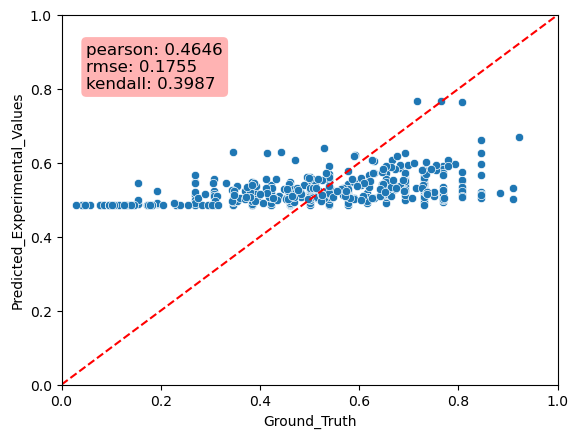 pearson: 0.4646
rmse: 0.1755
kendall: 0.3987
Predicted_Experimental_Values
1.0
0.8
0.6
0.4
0.2
0.0
0.0 0.2 0.4 0.6 0.8 1.0
Ground_Truth